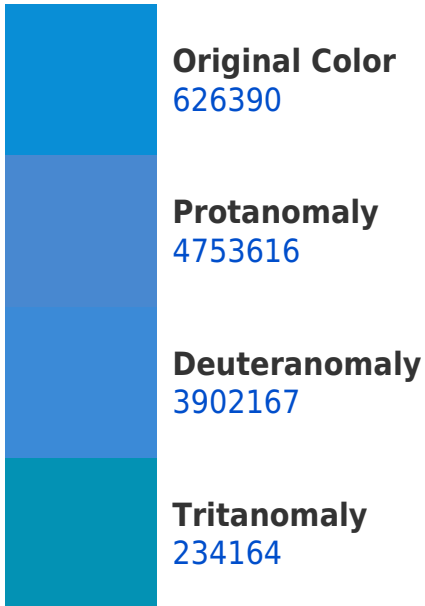 Original Color
626390
Protanomaly
4753616
Deuteranomaly
3902167
Tritanomaly
234164